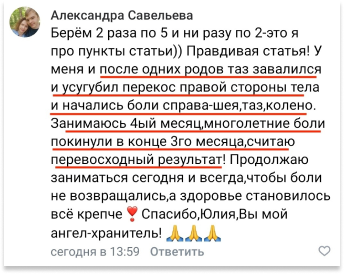 Александра Савельева
Берём 2 раза по 5 и ни разу по 2-это я
про пункты статьи)) Правдивая статья! У
меня и после одних родов таз завалился
и усугубил перекос правой стороны тела
и начались боли справа-шея,таз,колено.
Занимаюсь 4ый месяц,многолетние боли
покинули в конце 3го месяца,считаю
превосходный результат! Продолжаю
заниматься сегодня и всегда,чтобы боли
не возвращались,а здоровье становилось
всё крепче❣️Спасибо,Юлия,Вы мой
ангел-хранитель! 🙏🙏🙏
сегодня в 13:59 Ответить